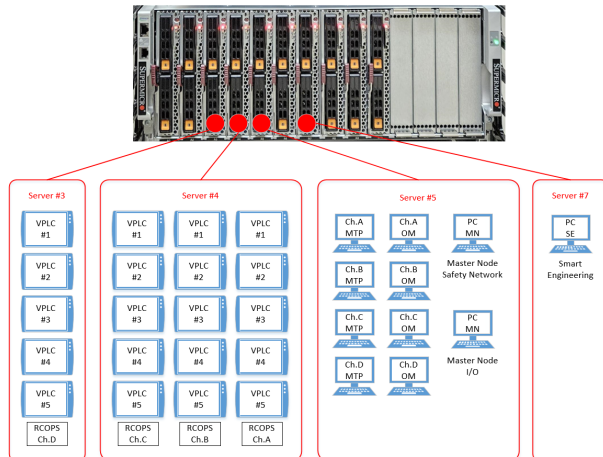 SUPERMICRO
SUPERMICRO
Server #3
VPLC
#1
VPLC
#2
VPLC
#3
VPLC
#4
VPLC
#5
RCOPS
Ch.D
Server #4
VPLC
#1
VPLC
#2
VPLC
#3
VPLC
#4
VPLC
#5
RCOPS
Ch.C
VPLC
#1
VPLC
#2
VPLC
#3
VPLC
#4
VPLC
#5
RCOPS
Ch.B
VPLC
#1
VPLC
#2
VPLC
#3
VPLC
#4
VPLC
#5
RCOPS
Ch.A
Server #5
Ch.A
MTP
Ch.B
MTP
Ch.C
MTP
Ch.D
MTP
Ch.A
OM
Ch.B
OM
Ch.C
OM
Ch.D
OM
PC
MN
Master Node
Safety Network
PC
MN
Master Node
I/O
Server #7
PC
SE
Smart
Engineering